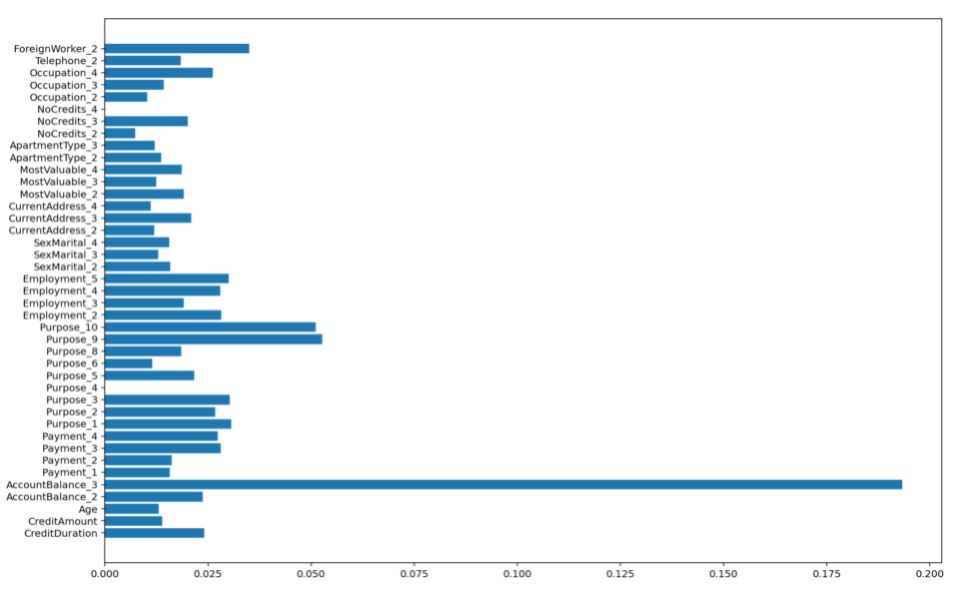 ForeignWorker_2
Telephone_2
Occupation_4
Occupation_3
Occupation_2
NoCredits_4
NoCredits_3
NoCredits_2
ApartmentType_3
ApartmentType_2
MostValuable_4
MostValuable_3
MostValuable_2
CurrentAddress_4
CurrentAddress_3
CurrentAddress_2
SexMarital_4
SexMarital_3
SexMarital_2
Employment_5
Employment_4
Employment_3
Employment_2
Purpose_10
Purpose_9
Purpose_8
Purpose_6
Purpose_5
Purpose_4
Purpose_3
Purpose_2
Purpose_1
Payment_4
Payment_3
Payment_2
Payment_1
AccountBalance_3
AccountBalance_2
Age
CreditAmount
CreditDuration
0.000 0.025 0.050 0.075 0.100 0.125 0.150 0.175 0.200